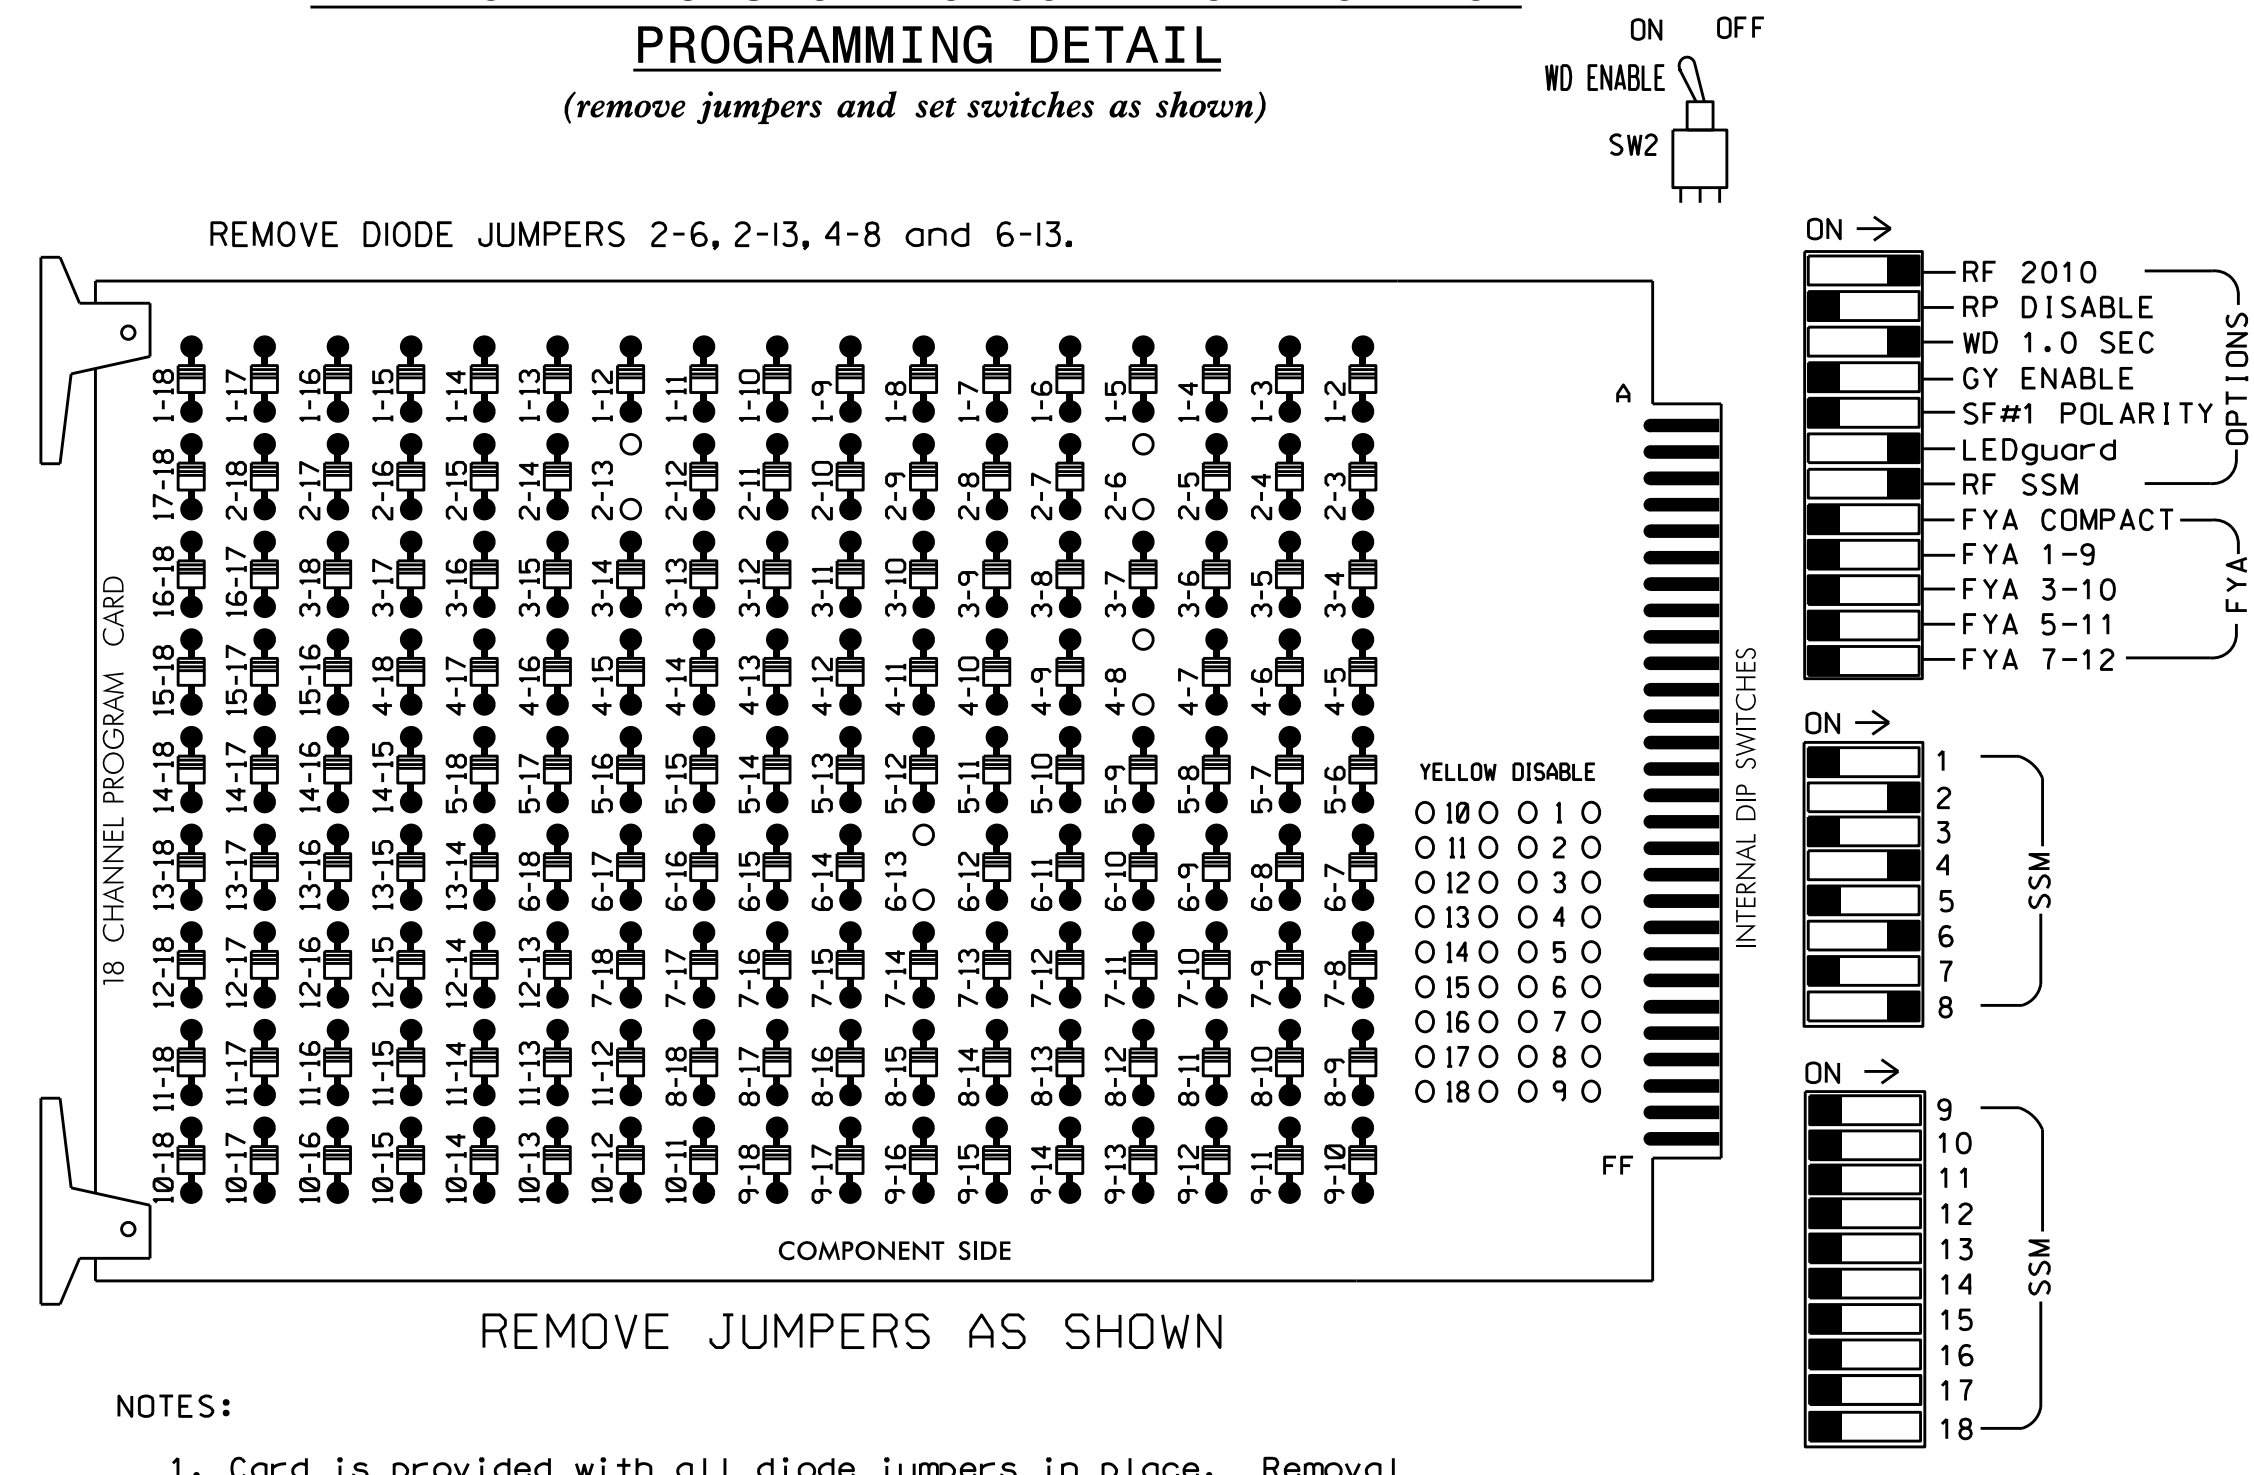 PROGRAMMING DETAIL
(remove jumpers and set switches as shown)
ON OFF
WD ENABLE
SW2
REMOVE DIODE JUMPERS 2-6, 2-13, 4-8 and 6-13.
18 CHANNEL PROGRAM CARD
1-18 1-17 1-16 1-15 1-14 1-13 1-12 1-11 1-10 1-9 1-8 1-7 1-6 1-5 1-4 1-3 1-2
17-18 2-18 2-17 2-16 2-15 2-14 2-13 2-12 2-11 2-10 2-9 2-8 2-7 2-6 2-5 2-4 2-3
16-18 16-17 3-18 3-17 3-16 3-15 3-14 3-13 3-12 3-11 3-10 3-9 3-8 3-7 3-6 3-5 3-4
15-18 15-17 15-16 4-18 4-17 4-16 4-15 4-14 4-13 4-12 4-11 4-10 4-9 4-8 4-7 4-6 4-5
14-18 14-17 14-16 14-15 5-18 5-17 5-16 5-15 5-14 5-13 5-12 5-11 5-10 5-9 5-8 5-7 5-6
13-18 13-17 13-16 13-15 13-14 6-18 6-17 6-16 6-15 6-14 6-13 6-12 6-11 6-10 6-9 6-8 6-7
12-18 12-17 12-16 12-15 12-14 12-13 7-18 7-17 7-16 7-15 7-14 7-13 7-12 7-11 7-10 7-9 7-8
11-18 11-17 11-16 11-15 11-14 11-13 11-12 8-18 8-17 8-16 8-15 8-14 8-13 8-12 8-11 8-10 8-9
10-18 10-17 10-16 10-15 10-14 10-13 10-12 10-11 9-18 9-17 9-16 9-15 9-14 9-13 9-12 9-11 9-10
YELLOW DISABLE
10 1
11 2
12 3
13 4
14 5
15 6
16 7
17 8
18 9
A
FF
COMPONENT SIDE
INTERNAL DIP SWITCHES
ON
RF 2010
RP DISABLE
WD 1.0 SEC
GY ENABLE
SF#1 POLARITY
LEDguard
RF SSM
OPTIONS
FYA COMPACT
FYA 1-9
FYA 3-10
FYA 5-11
FYA 7-12
FYA
ON
1
2
3
4
5
6
7
8
SSM
ON
9
10
11
12
13
14
15
16
17
18
SSM
REMOVE JUMPERS AS SHOWN
NOTES:
1. Card is provided with all diode jumpers in place. Removal